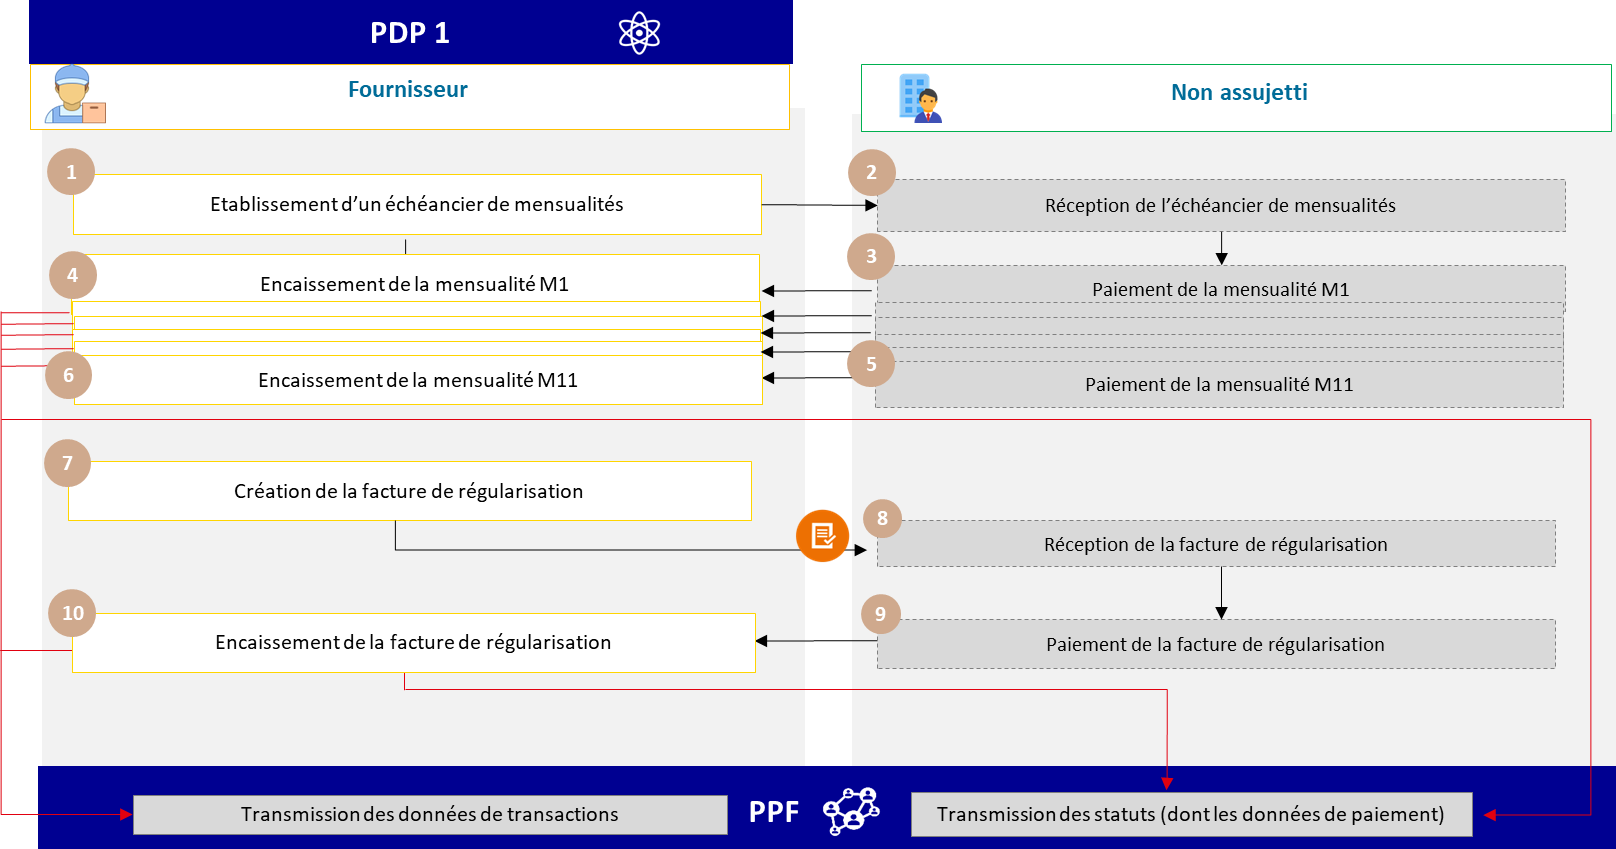 PDP 1
Fournisseur
Non assujetti
1
Etablissement d’un échéancier de mensualités
2
Réception de l’échéancier de mensualités
3
Paiement de la mensualité M1
4
Encaissement de la mensualité M1
5
Paiement de la mensualité M11
6
Encaissement de la mensualité M11
7
Création de la facture de régularisation
8
Réception de la facture de régularisation
9
Paiement de la facture de régularisation
10
Encaissement de la facture de régularisation
Transmission des données de transactions
PPF
Transmission des statuts (dont les données de paiement)